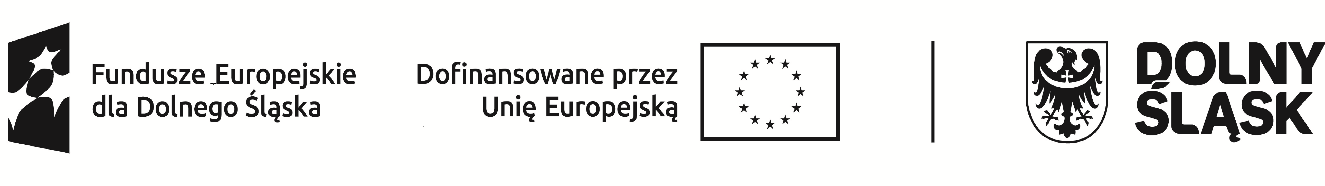 Fundusze Europejskie
dla Dolnego Śląska
Dofinansowane przez
Unię Europejską
DOLNY
ŚLĄSK